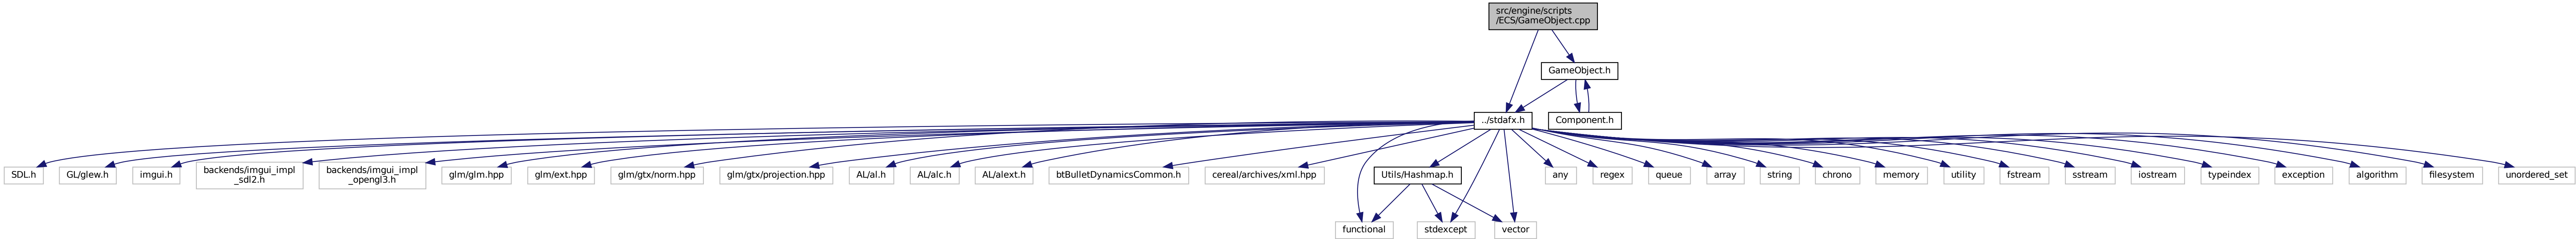 src/engine/scripts
/ECS/GameObject.cpp
GameObject.h
../stdafx.h
Component.h
SDL.h
GL/glew.h
imgui.h
backends/imgui_impl
_sdl2.h
backends/imgui_impl
_opengl3.h
glm/glm.hpp
glm/ext.hpp
glm/gtx/norm.hpp
glm/gtx/projection.hpp
AL/al.h
AL/alc.h
AL/alext.h
btBulletDynamicsCommon.h
cereal/archives/xml.hpp
Utils/Hashmap.h
any
regex
queue
array
string
chrono
memory
utility
fstream
sstream
iostream
typeindex
exception
algorithm
filesystem
unordered_set
functional
stdexcept
vector